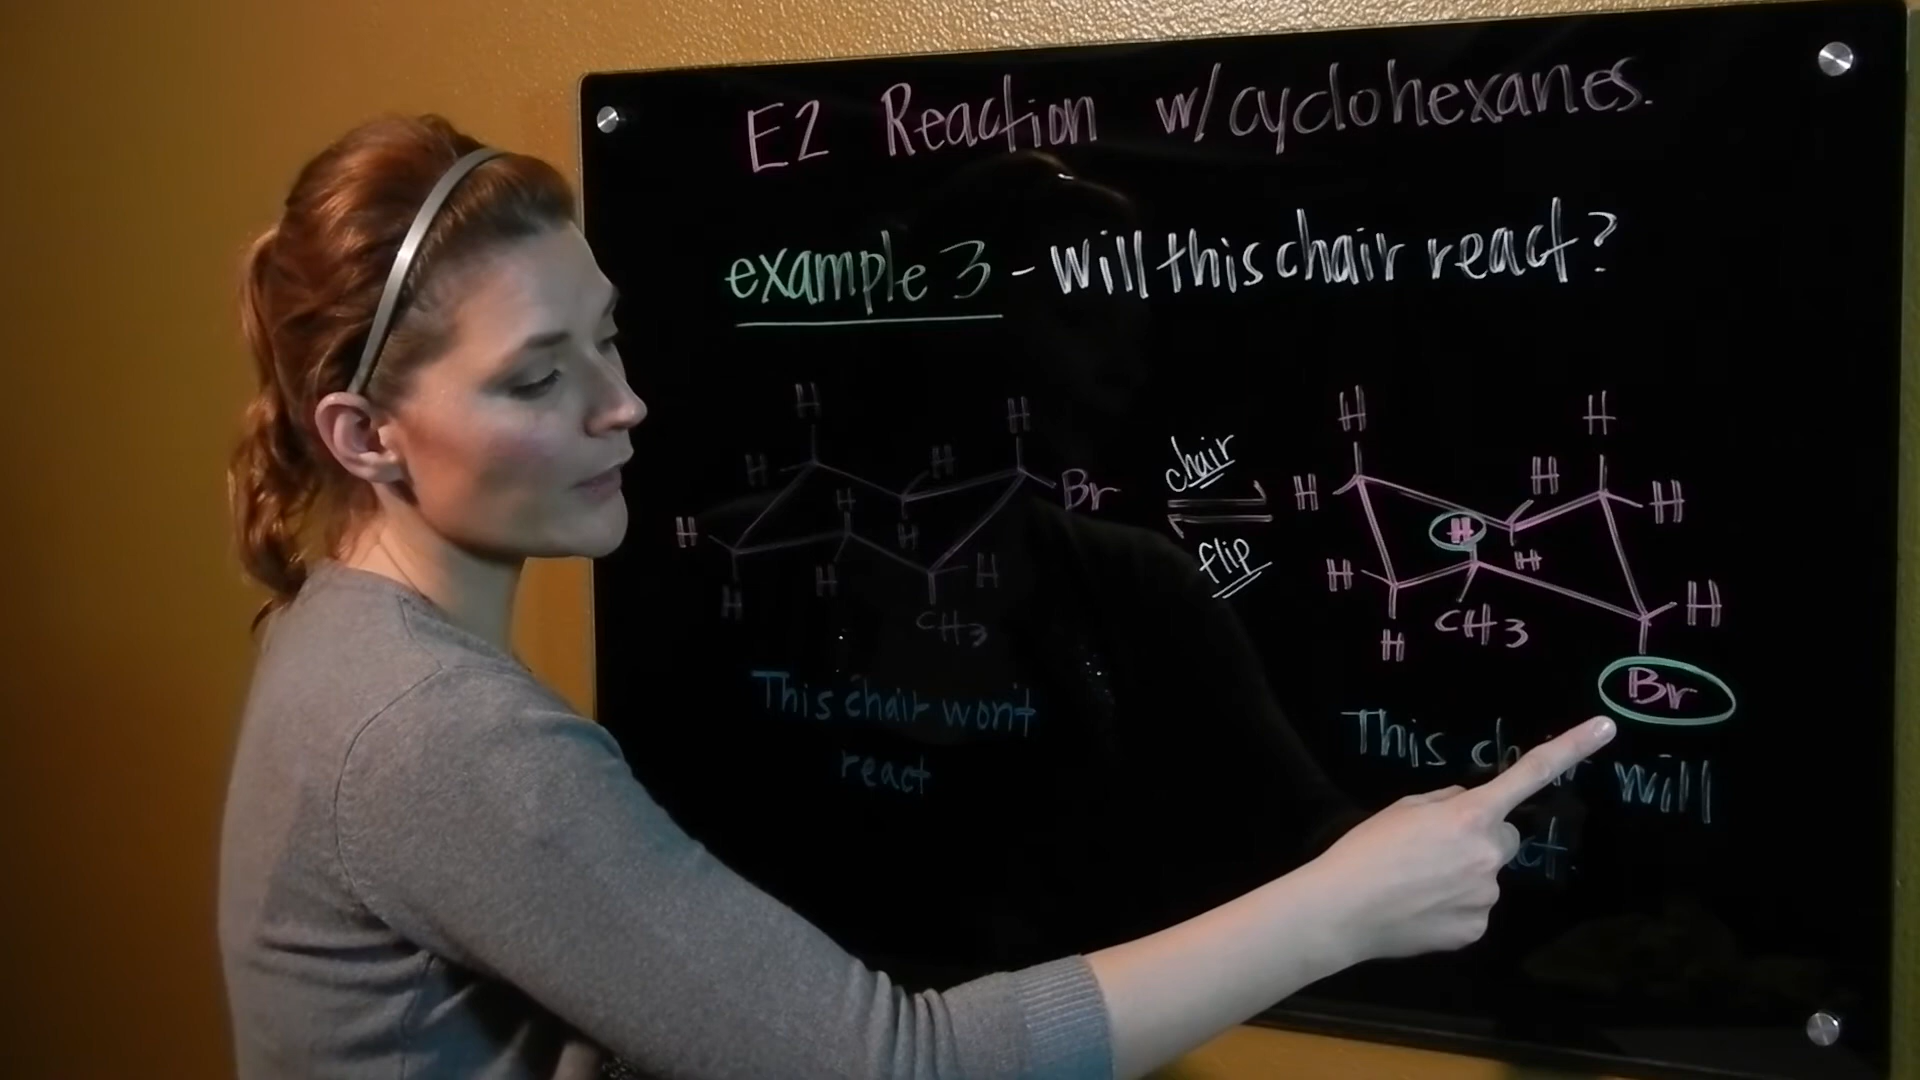 E2 Reaction w/cyclohexanes.
example 3 - Will this chair react?
H H H Br
H H H H
H H CH3
chair
flip
H H H H H
H H H H
H CH3
Br
This chair won't
react
This will